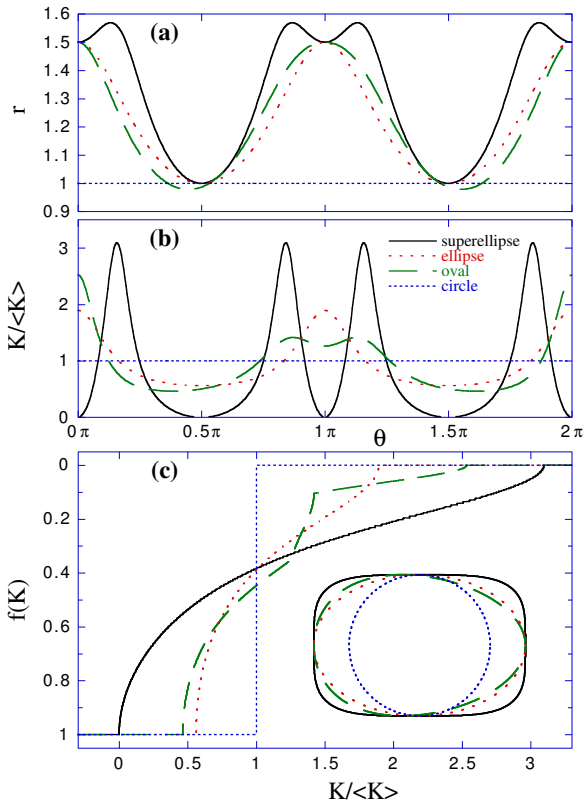 1.6
(a)
1.5
1.4
1.3
r
1.2
1.1
1
0.9
(b)
3
superellipse
ellipse
oval
circle
2
K/<K>
1
0
0π 0.5π 1π 1.5π 2π
θ
0
(c)
0.2
0.4
f(K)
0.6
0.8
1
0 0.5 1 1.5 2 2.5 3
K/<K>